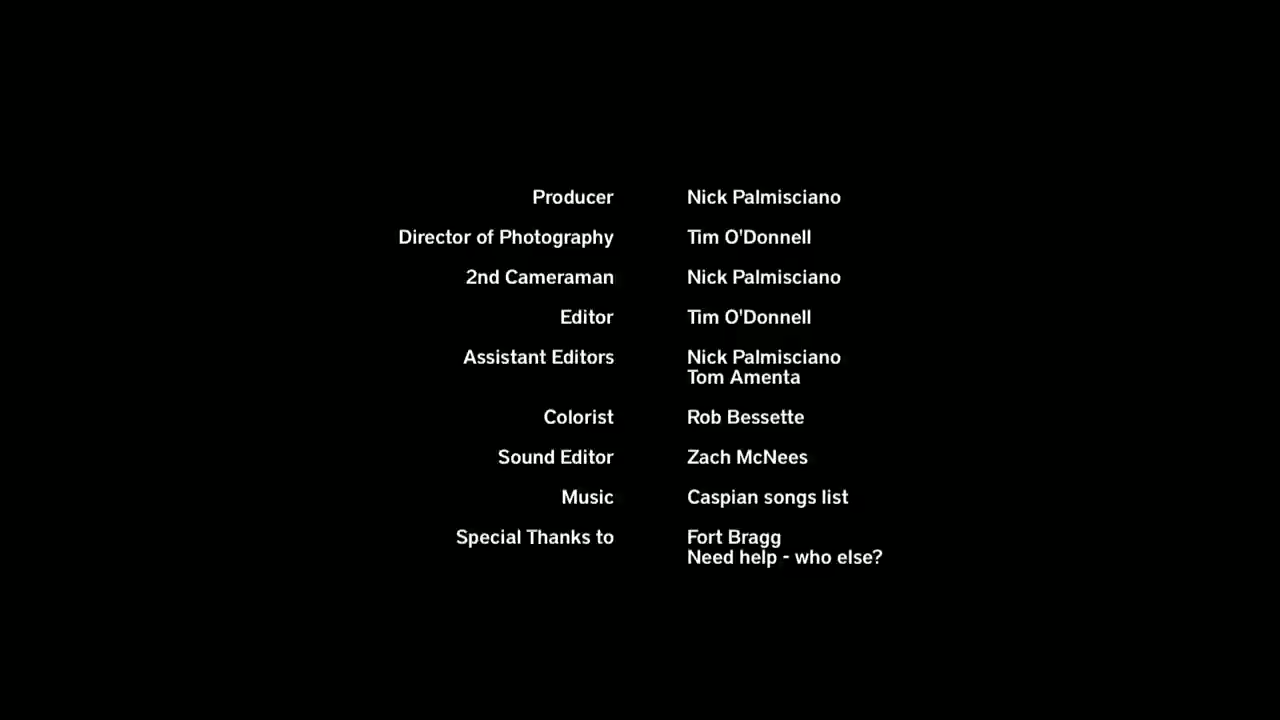 Producer Nick Palmisciano
Director of Photography Tim O'Donnell
2nd Cameraman Nick Palmisciano
Editor Tim O'Donnell
Assistant Editors Nick Palmisciano
Tom Amenta
Colorist Rob Bessette
Sound Editor Zach McNees
Music Caspian songs list
Special Thanks to Fort Bragg
Need help - who else?